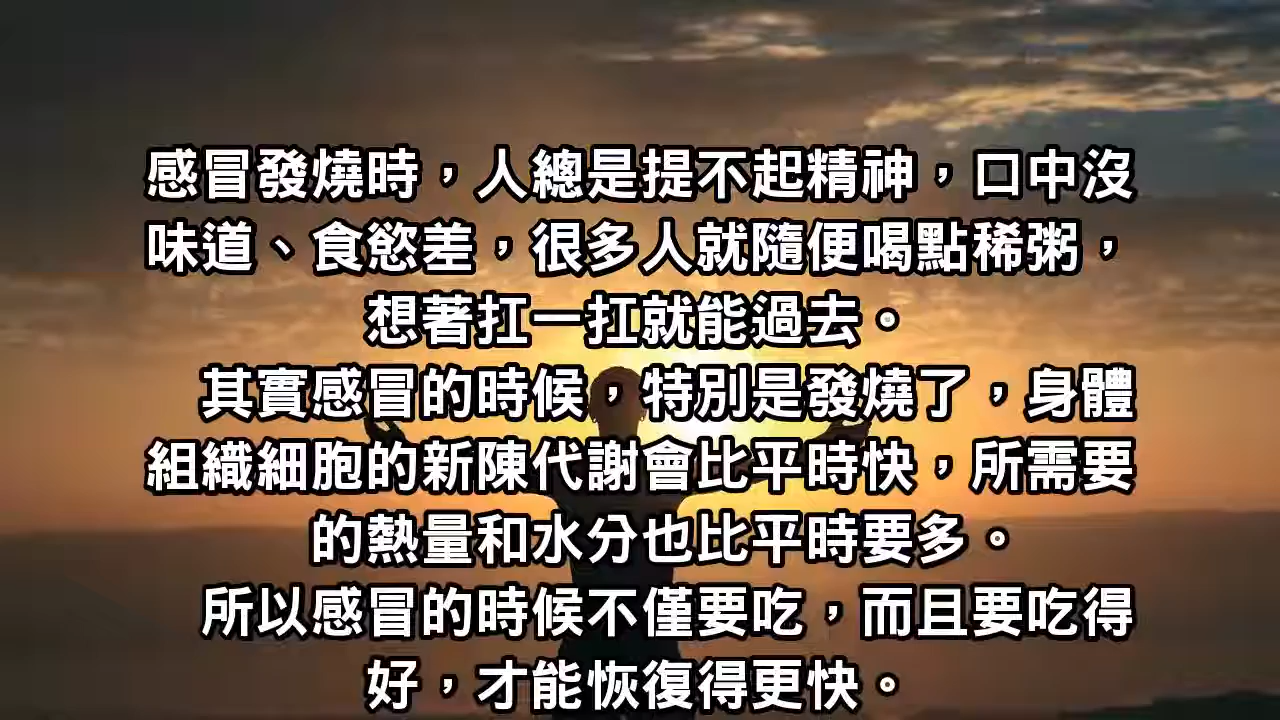 感冒發燒時，人總是提不起精神，口中沒
味道、食慾差，很多人就隨便喝點稀粥，
想著扛一扛就能過去。
其實感冒的時候，特別是發燒了，身體
組織細胞的新陳代謝會比平時快，所需要
的熱量和水分也比平時要多。
所以感冒的時候不僅要吃，而且要吃得
好，才能恢復得更快。